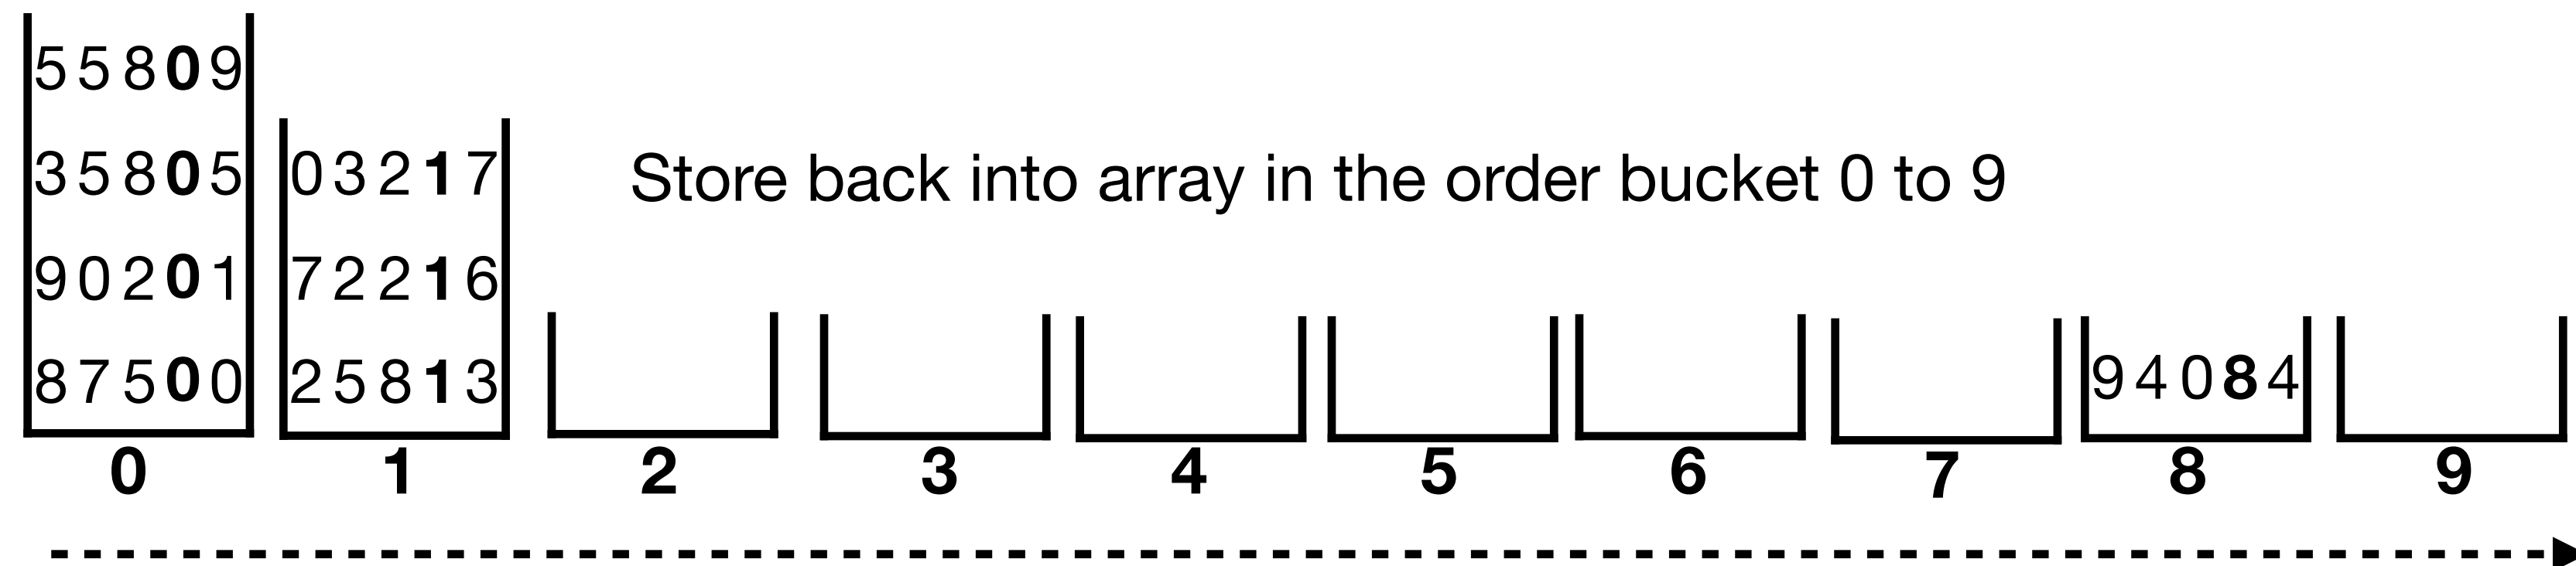 55809
35805 03217 Store back into array in the order bucket 0 to 9
90201 72216
87500 25813 94084
0 1 2 3 4 5 6 7 8 9